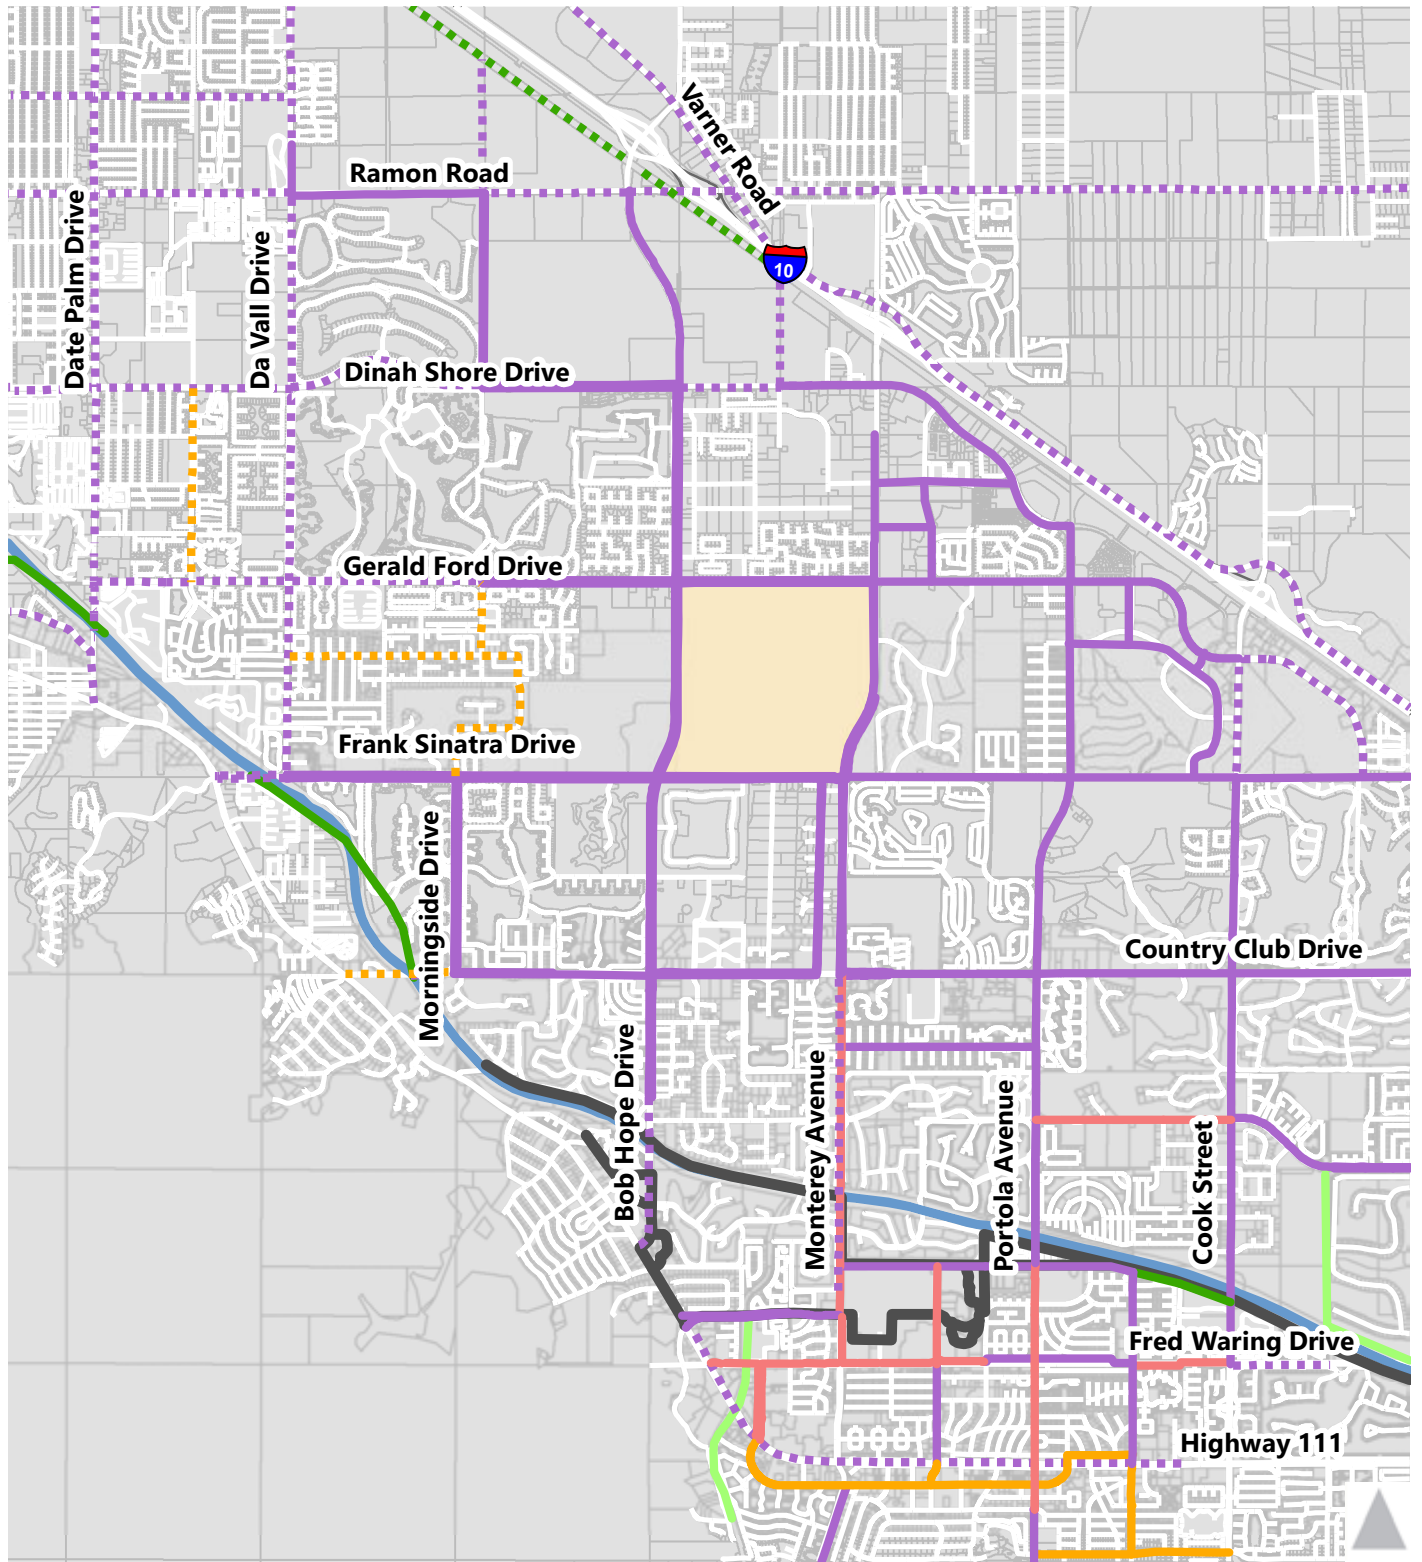 Varner Road
Ramon Road
Date Palm Drive
Da Vall Drive
10
Dinah Shore Drive
Gerald Ford Drive
Frank Sinatra Drive
Morningside Drive
Country Club Drive
Bob Hope Drive
Monterey Avenue
Portola Avenue
Cook Street
Fred Waring Drive
Highway 111